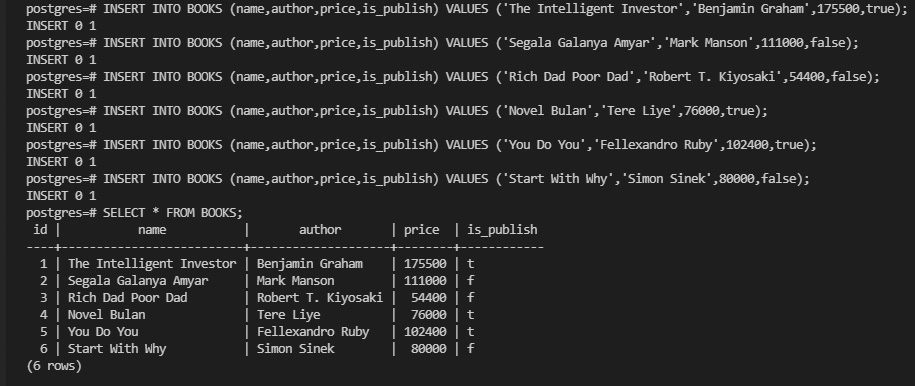 postgres=# INSERT INTO BOOKS (name,author,price,is_publish) VALUES ('The Intelligent Investor','Benjamin Graham',175500,true);
INSERT 0 1
postgres=# INSERT INTO BOOKS (name,author,price,is_publish) VALUES ('Segala Galanya Amyar','Mark Manson',111000,false);
INSERT 0 1
postgres=# INSERT INTO BOOKS (name,author,price,is_publish) VALUES ('Rich Dad Poor Dad','Robert T. Kiyosaki',54400,false);
INSERT 0 1
postgres=# INSERT INTO BOOKS (name,author,price,is_publish) VALUES ('Novel Bulan','Tere Liye',76000,true);
INSERT 0 1
postgres=# INSERT INTO BOOKS (name,author,price,is_publish) VALUES ('You Do You','Fellexandro Ruby',102400,true);
INSERT 0 1
postgres=# INSERT INTO BOOKS (name,author,price,is_publish) VALUES ('Start With Why','Simon Sinek',80000,false);
INSERT 0 1
postgres=# SELECT * FROM BOOKS;
 id |           name           |       author       | price  | is_publish
----+--------------------------+--------------------+--------+------------
  1 | The Intelligent Investor | Benjamin Graham    | 175500 | t
  2 | Segala Galanya Amyar     | Mark Manson        | 111000 | f
  3 | Rich Dad Poor Dad        | Robert T. Kiyosaki |  54400 | f
  4 | Novel Bulan              | Tere Liye          |  76000 | t
  5 | You Do You               | Fellexandro Ruby   | 102400 | t
  6 | Start With Why           | Simon Sinek        |  80000 | f
(6 rows)